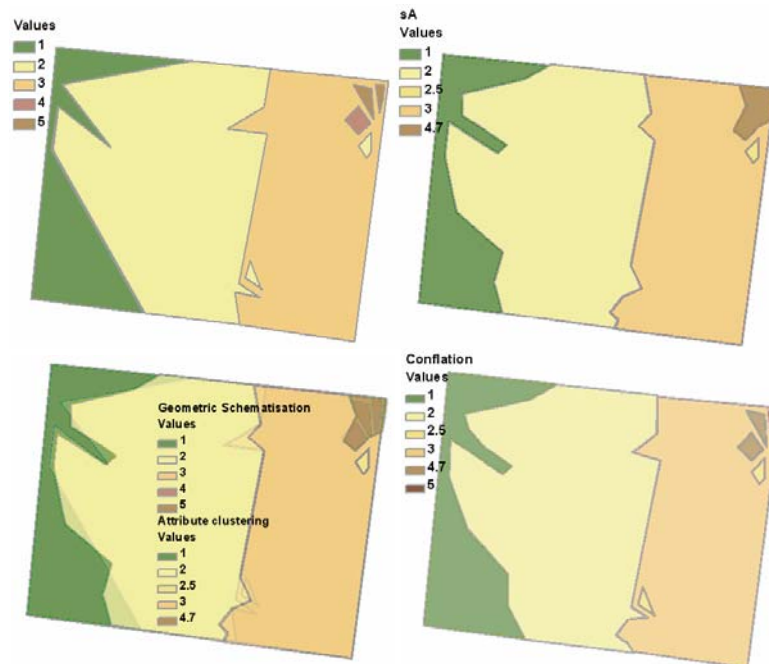 Values
1
2
3
4
5
sA
Values
1
2
2.5
3
4.7
Geometric Schematisation
Values
1
2
3
4
5
Attribute clustering
Values
1
2
2.5
3
4.7
Conflation
Values
1
2
2.5
3
4.7
5